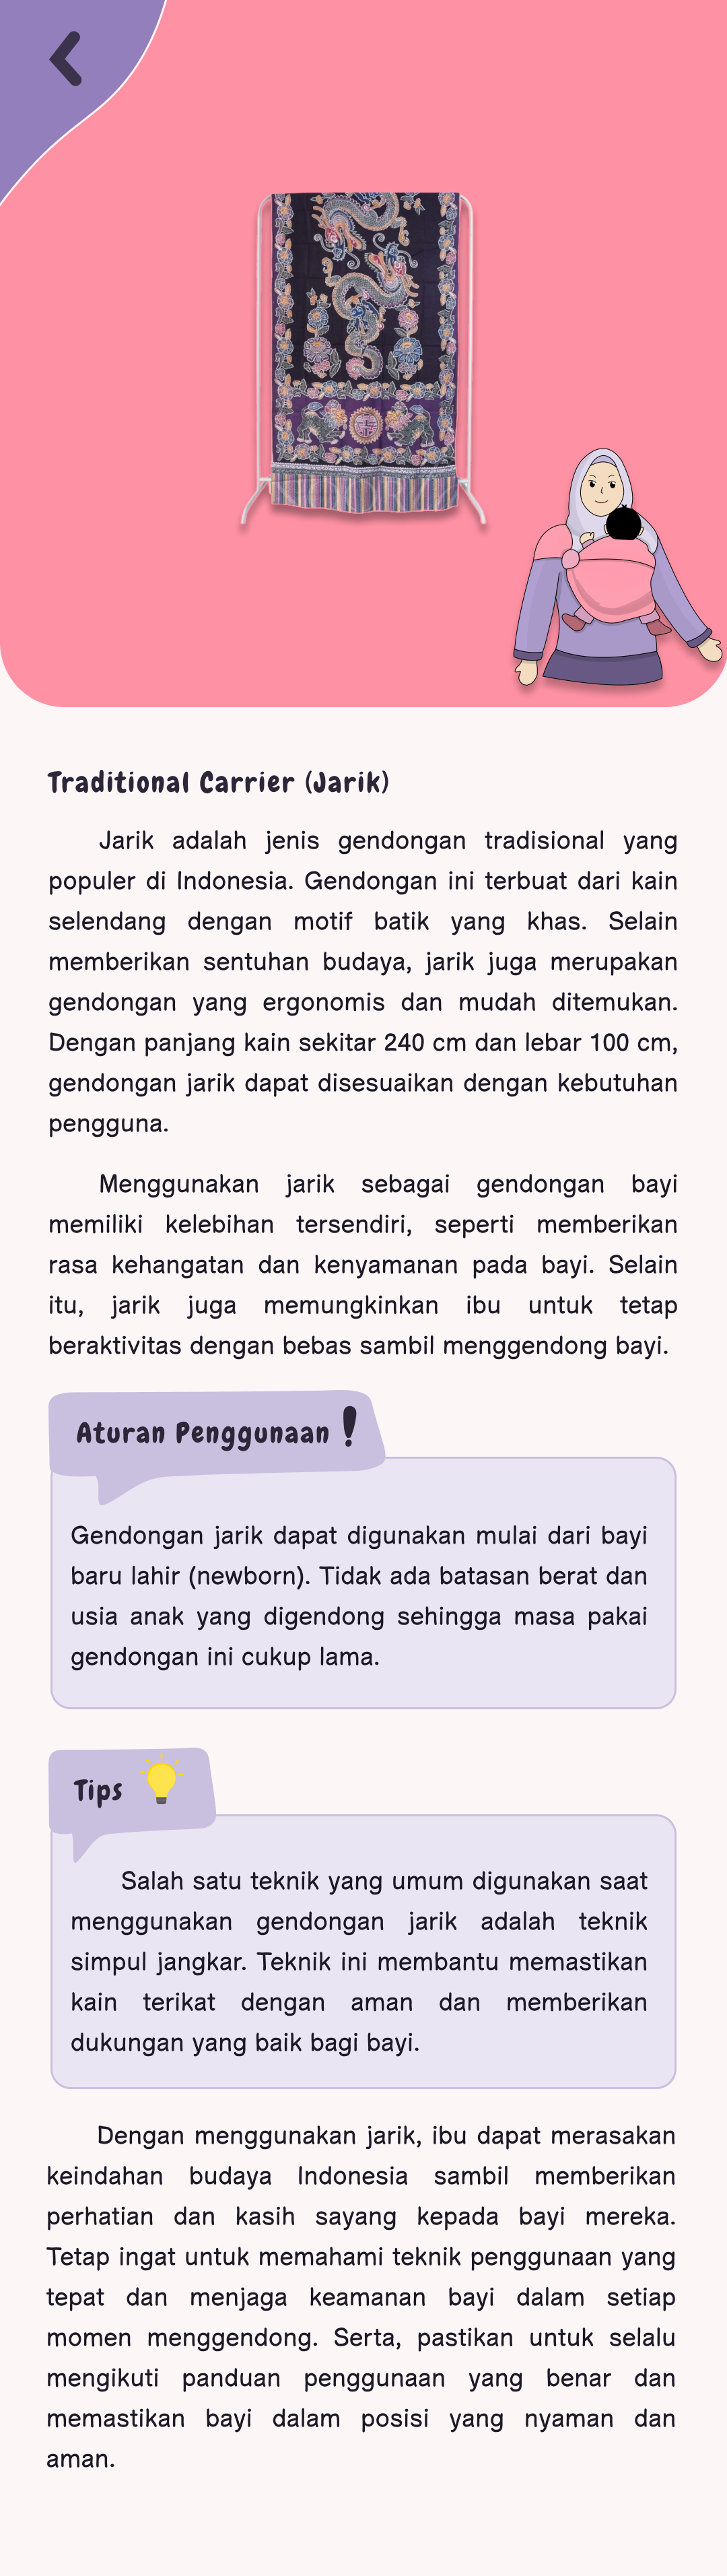 Traditional Carrier (Jarik)
Jarik adalah jenis gendongan tradisional yang
populer di Indonesia. Gendongan ini terbuat dari kain
selendang dengan motif batik yang khas. Selain
memberikan sentuhan budaya, jarik juga merupakan
gendongan yang ergonomis dan mudah ditemukan.
Dengan panjang kain sekitar 240 cm dan lebar 100 cm,
gendongan jarik dapat disesuaikan dengan kebutuhan
pengguna.
Menggunakan jarik sebagai gendongan bayi
memiliki kelebihan tersendiri, seperti memberikan
rasa kehangatan dan kenyamanan pada bayi. Selain
itu, jarik juga memungkinkan ibu untuk tetap
beraktivitas dengan bebas sambil menggendong bayi.
Aturan Penggunaan !
Gendongan jarik dapat digunakan mulai dari bayi
baru lahir (newborn). Tidak ada batasan berat dan
usia anak yang digendong sehingga masa pakai
gendongan ini cukup lama.
Tips
Salah satu teknik yang umum digunakan saat
menggunakan gendongan jarik adalah teknik
simpul jangkar. Teknik ini membantu memastikan
kain terikat dengan aman dan memberikan
dukungan yang baik bagi bayi.
Dengan menggunakan jarik, ibu dapat merasakan
keindahan budaya Indonesia sambil memberikan
perhatian dan kasih sayang kepada bayi mereka.
Tetap ingat untuk memahami teknik penggunaan yang
tepat dan menjaga keamanan bayi dalam setiap
momen menggendong. Serta, pastikan untuk selalu
mengikuti panduan penggunaan yang benar dan
memastikan bayi dalam posisi yang nyaman dan
aman.